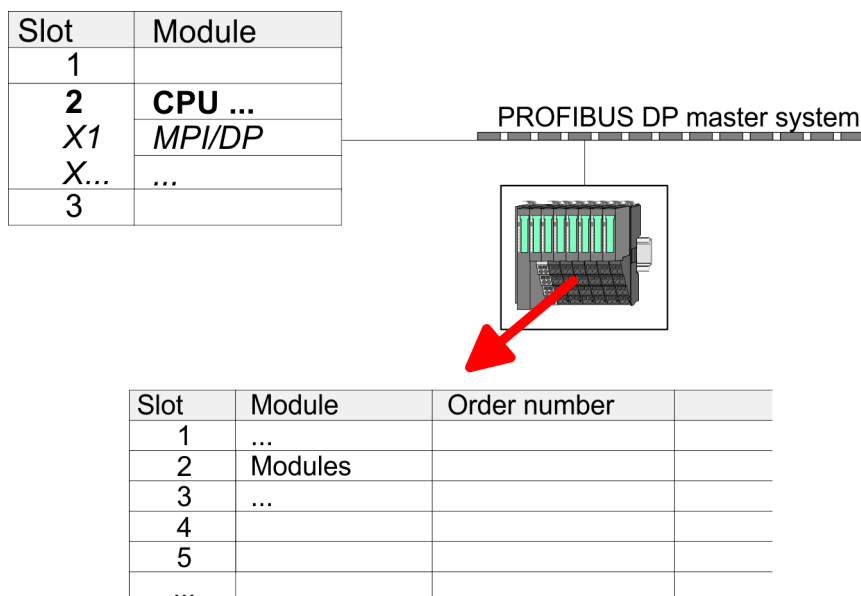 Slot Module
1
2 CPU ...
X1 MPI/DP
X... ...
3
PROFIBUS DP master system
Slot Module Order number
1 ...
2 Modules
3 ...
4
5
...